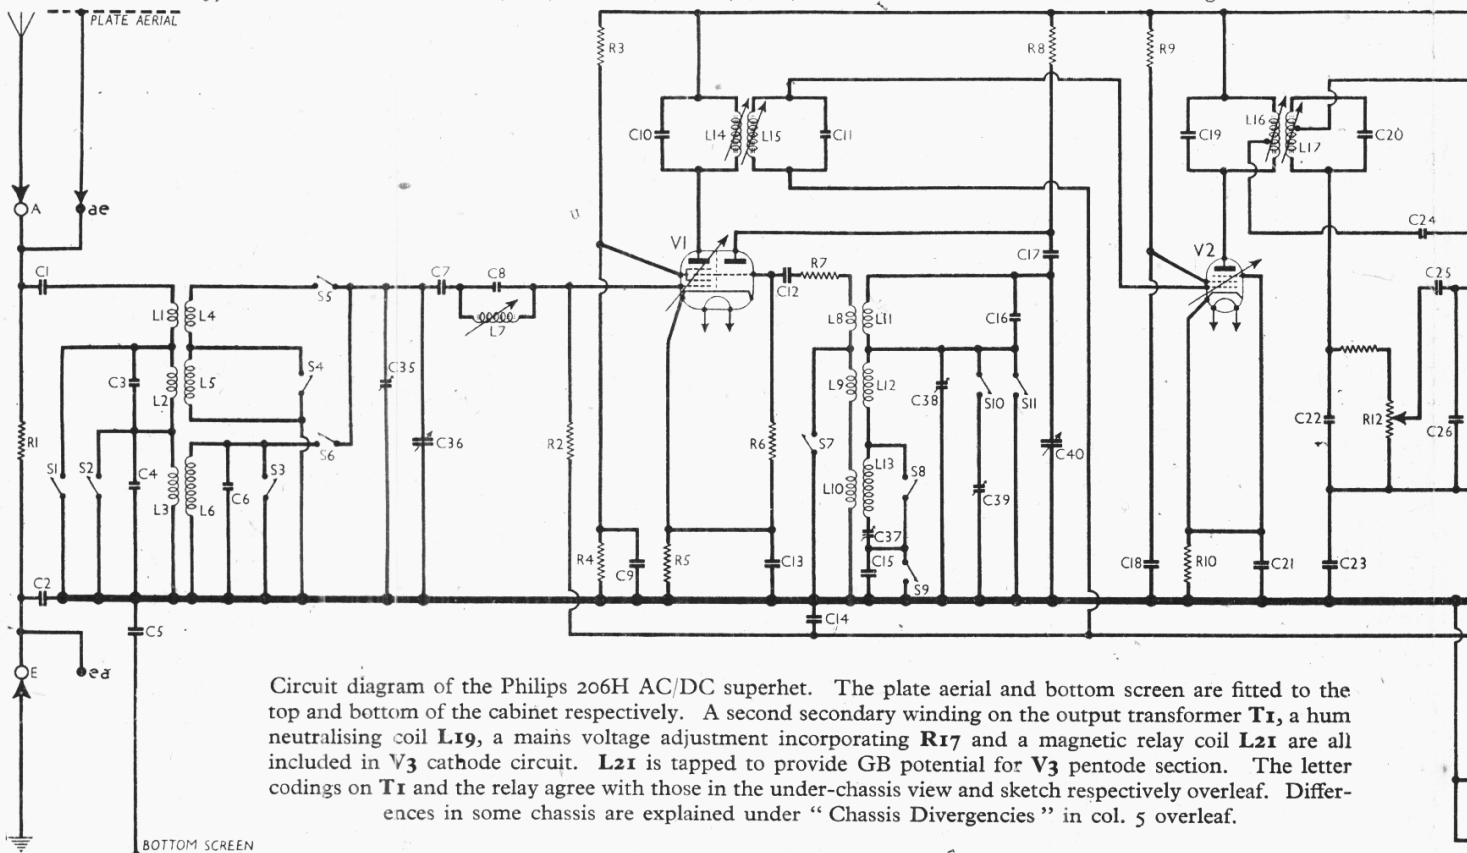 PLATE AERIAL
R3
R8
R9
C10
L14
L15
C11
C19
L16
L17
C20
A
ae
C24
V1
C17
V2
C1
S5
C7
C8
L7
R7
C12
C25
L1
L4
L8
L11
C16
C3
L2
L5
S4
C35
L9
L12
C38
S10
S11
R1
S1
S2
C4
L3
L6
C6
S3
S6
C36
R2
R6
S7
L10
L13
S8
C39
C40
C22
R12
C26
C37
C2
R4
C9
R5
C13
C15
S9
C18
R10
C21
C23
C5
C14
E
ea
Circuit diagram of the Philips 206H AC/DC superhet. The plate aerial and bottom screen are fitted to the
top and bottom of the cabinet respectively. A second secondary winding on the output transformer T1, a hum
neutralising coil L19, a mains voltage adjustment incorporating R17 and a magnetic relay coil L21 are all
included in V3 cathode circuit. L21 is tapped to provide GB potential for V3 pentode section. The letter
codings on T1 and the relay agree with those in the under-chassis view and sketch respectively overleaf. Differ-
ences in some chassis are explained under “ Chassis Divergencies ” in col. 5 overleaf.
BOTTOM SCREEN